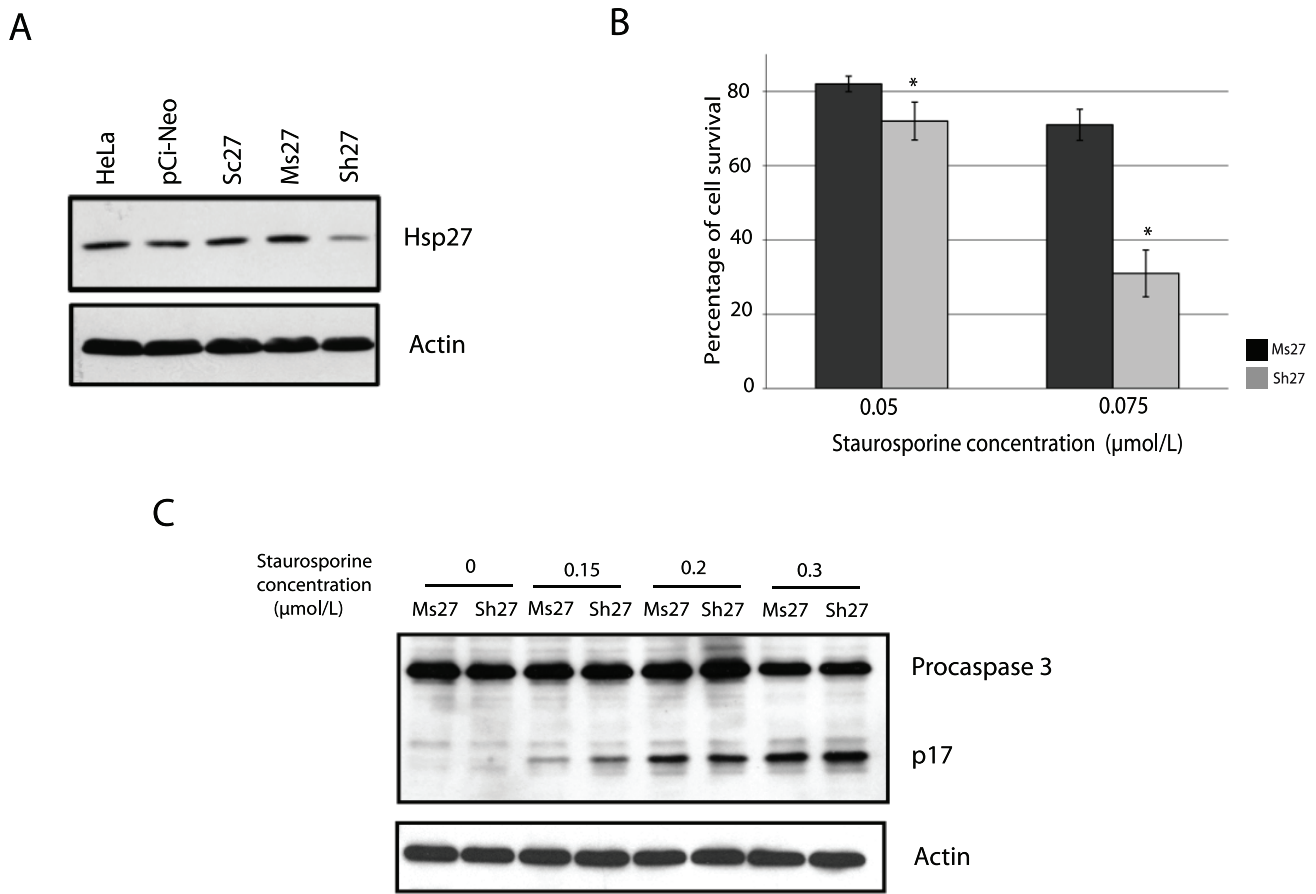 A
HeLa
pCi-Neo
Sc27
Ms27
Sh27
Hsp27
Actin
B
Percentage of cell survival
80
60
40
20
0
*
*
0.05
0.075
Staurosporine concentration (µmol/L)
Ms27
Sh27
C
Staurosporine
concentration
(µmol/L)
0
0.15
0.2
0.3
Ms27 Sh27 Ms27 Sh27 Ms27 Sh27 Ms27 Sh27
Procaspase 3
p17
Actin